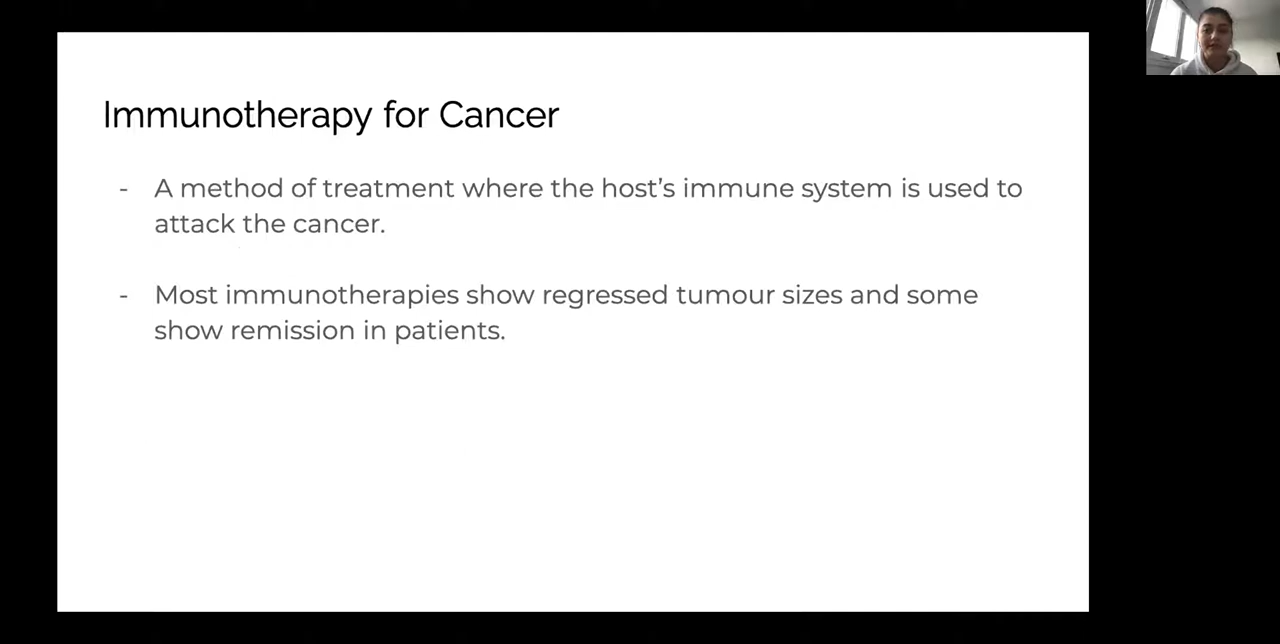 Immunotherapy for Cancer
- A method of treatment where the host’s immune system is used to
attack the cancer.
- Most immunotherapies show regressed tumour sizes and some
show remission in patients.